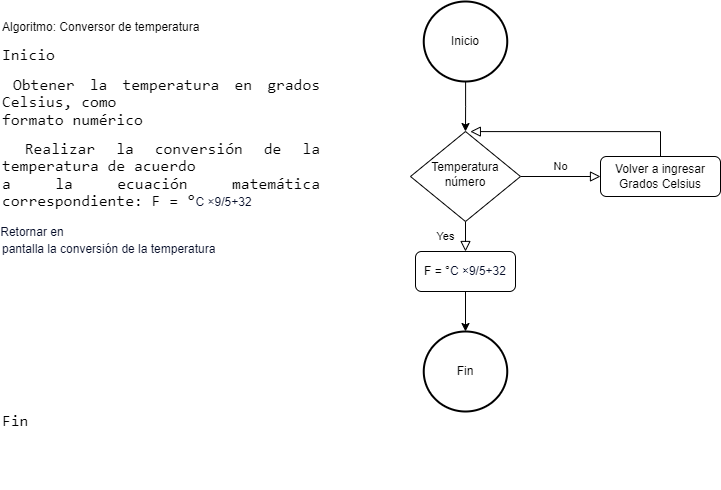 Algoritmo: Conversor de temperatura
Inicio
Obtener la temperatura en grados
Celsius, como
formato numérico
Realizar la conversión de la
temperatura de acuerdo
a la ecuación matemática
correspondiente: F = °C ×9/5+32
Retornar en
pantalla la conversión de la temperatura
Fin
Inicio
Temperatura
número
No
Volver a ingresar
Grados Celsius
Yes
F = °C ×9/5+32
Fin